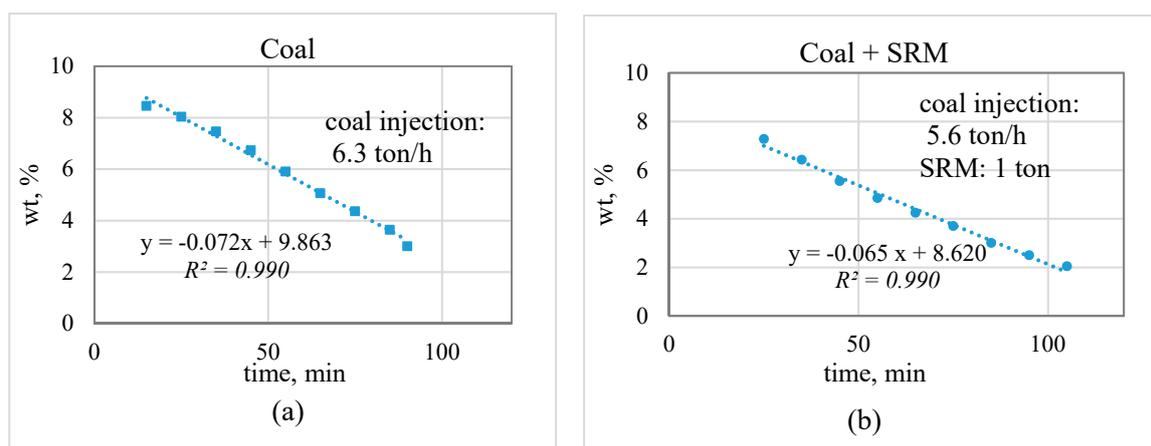 Coal
10
8
6
4
2
0
wt, %
coal injection:
6.3 ton/h
y = -0.072x + 9.863
R² = 0.990
0
50
100
time, min
(a)
Coal + SRM
10
8
6
4
2
0
wt, %
coal injection:
5.6 ton/h
SRM: 1 ton
y = -0.065 x + 8.620
R² = 0.990
0
50
100
time, min
(b)